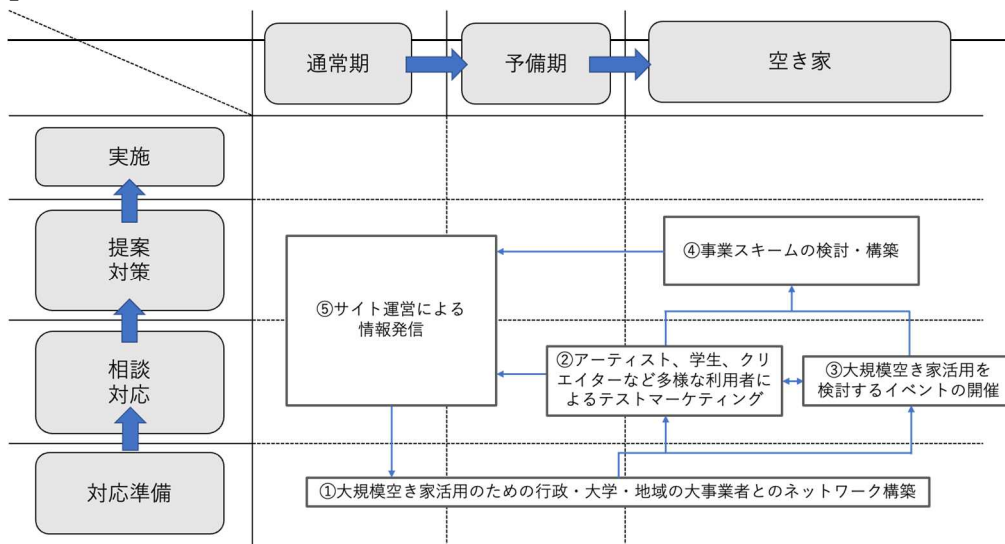 通常期
予備期
空き家
実施
提案
対策
④事業スキームの検討・構築
⑤サイト運営による
情報発信
相談
対応
②アーティスト、学生、クリ
エイターなど多様な利用者に
よるテストマーケティング
③大規模空き家活用を
検討するイベントの開催
対応準備
①大規模空き家活用のための行政・大学・地域の大事業者とのネットワーク構築